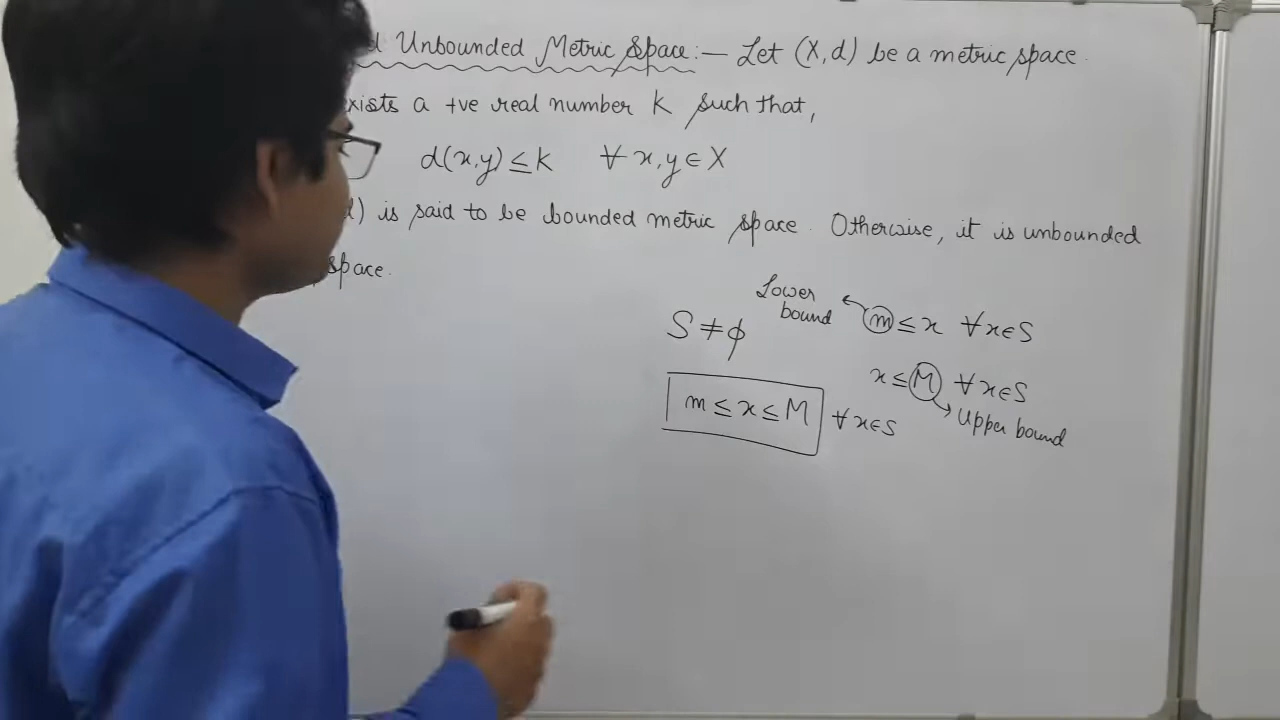 Unbounded Metric Space:— Let (X,d) be a metric space.
xists a +ve real number K such that,
d(x,y) ≤ K ∀ x,y ∈ X
d) is said to be bounded metric space. Otherwise, it is unbounded
space.
Lower
bound
m ≤ x ∀x∈S
S ≠ ϕ
x ≤ M ∀x∈S
Upper bound
m ≤ x ≤ M ∀x∈S